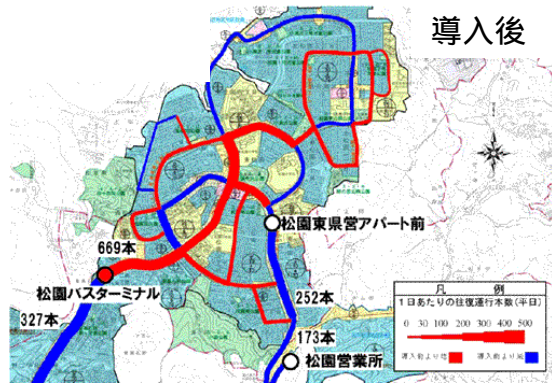 導入後
松園東県営アパート前
669本
松園バスターミナル
252本
327本
173本
松園営業所
凡 例
1日あたりの往復運行本数(平日)
0 30 100 200 300 400 500
導入前より増 導入前より減